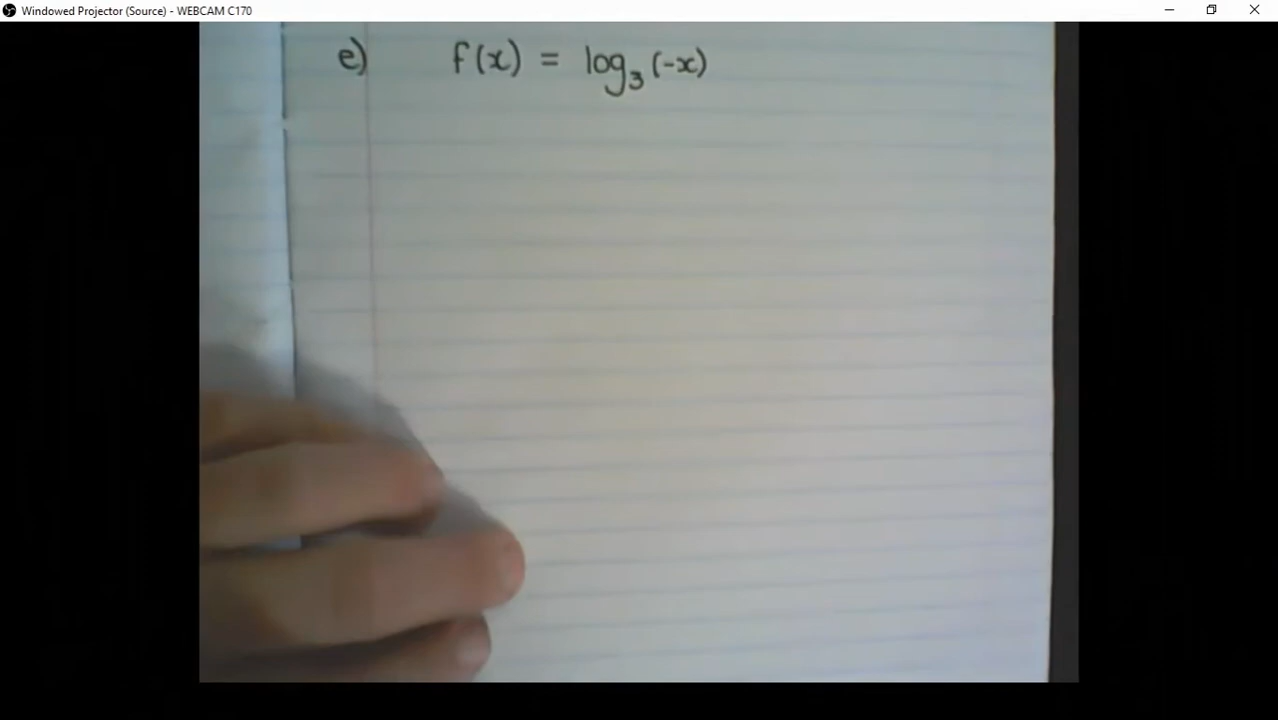 Windowed Projector (Source) - WEBCAM C170
e) f(x) = log₃(-x)